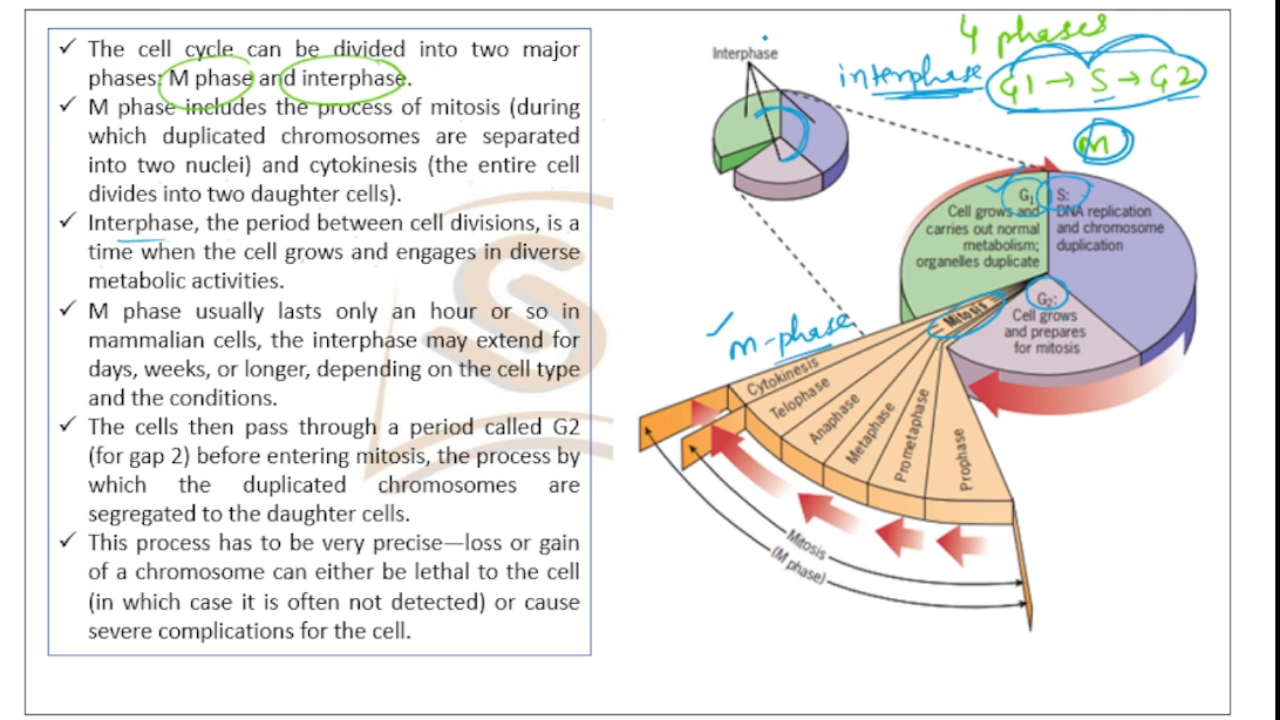 ✓ The cell cycle can be divided into two major
phases: M phase and interphase.
✓ M phase includes the process of mitosis (during
which duplicated chromosomes are separated
into two nuclei) and cytokinesis (the entire cell
divides into two daughter cells).
✓ Interphase, the period between cell divisions, is a
time when the cell grows and engages in diverse
metabolic activities.
✓ M phase usually lasts only an hour or so in
mammalian cells, the interphase may extend for
days, weeks, or longer, depending on the cell type
and the conditions.
✓ The cells then pass through a period called G2
(for gap 2) before entering mitosis, the process by
which the duplicated chromosomes are
segregated to the daughter cells.
✓ This process has to be very precise—loss or gain
of a chromosome can either be lethal to the cell
(in which case it is often not detected) or cause
severe complications for the cell.
4 phases
Interphase
interphase G1 → S → G2
M
G₁
Cell grows and
carries out normal
metabolism;
organelles duplicate
S:
DNA replication
and chromosome
duplication
G₂:
Cell grows
and prepares
for mitosis
Mitosis
✓ M-phase
Cytokinesis
Telophase
Anaphase
Metaphase
Prometaphase
Prophase
Mitosis
(M phase)